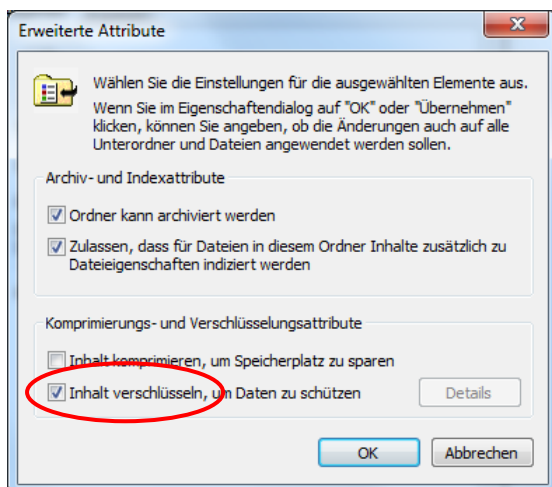 Erweiterte Attribute
Wählen Sie die Einstellungen für die ausgewählten Elemente aus.
Wenn Sie im Eigenschaftendialog auf "OK" oder "Übernehmen"
klicken, können Sie angeben, ob die Änderungen auch auf alle
Unterordner und Dateien angewendet werden sollen.
Archiv- und Indexattribute
Ordner kann archiviert werden
Zulassen, dass für Dateien in diesem Ordner Inhalte zusätzlich zu
Dateieigenschaften indiziert werden
Komprimierungs- und Verschlüsselungsattribute
Inhalt komprimieren, um Speicherplatz zu sparen
Inhalt verschlüsseln, um Daten zu schützen
Details
OK
Abbrechen